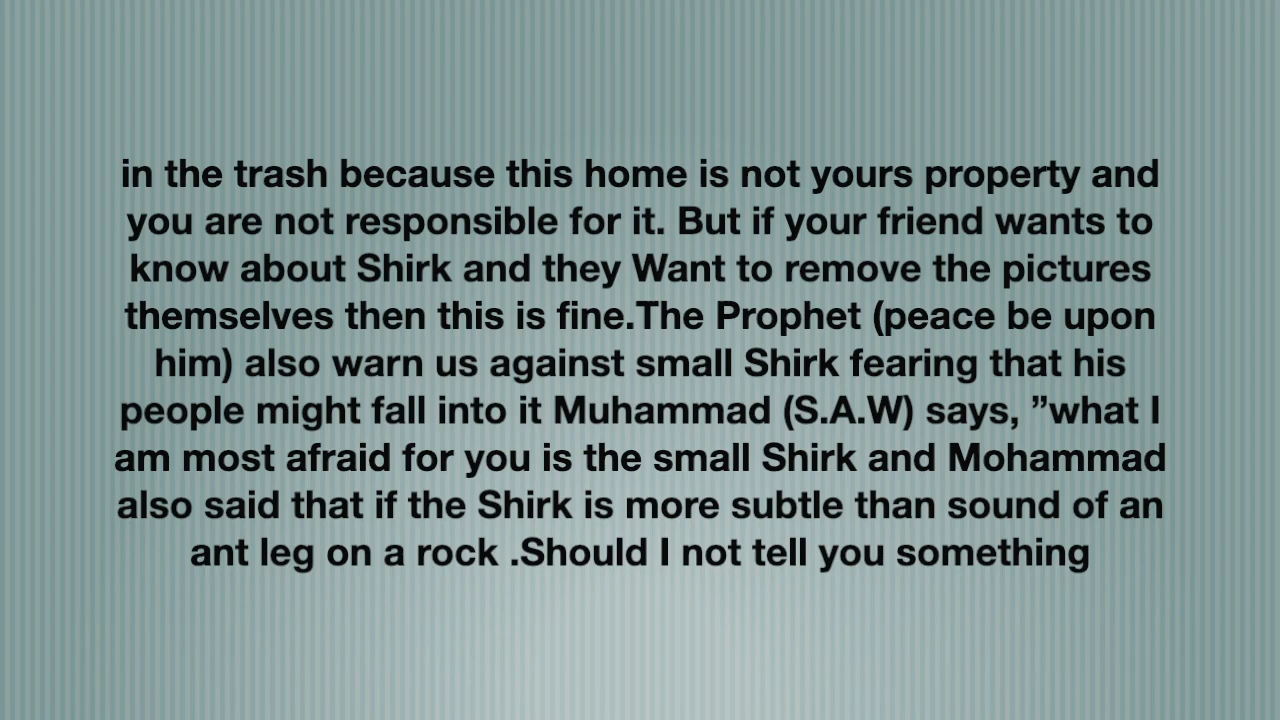 in the trash because this home is not yours property and
you are not responsible for it. But if your friend wants to
know about Shirk and they Want to remove the pictures
themselves then this is fine.The Prophet (peace be upon
him) also warn us against small Shirk fearing that his
people might fall into it Muhammad (S.A.W) says, ”what I
am most afraid for you is the small Shirk and Mohammad
also said that if the Shirk is more subtle than sound of an
ant leg on a rock .Should I not tell you something